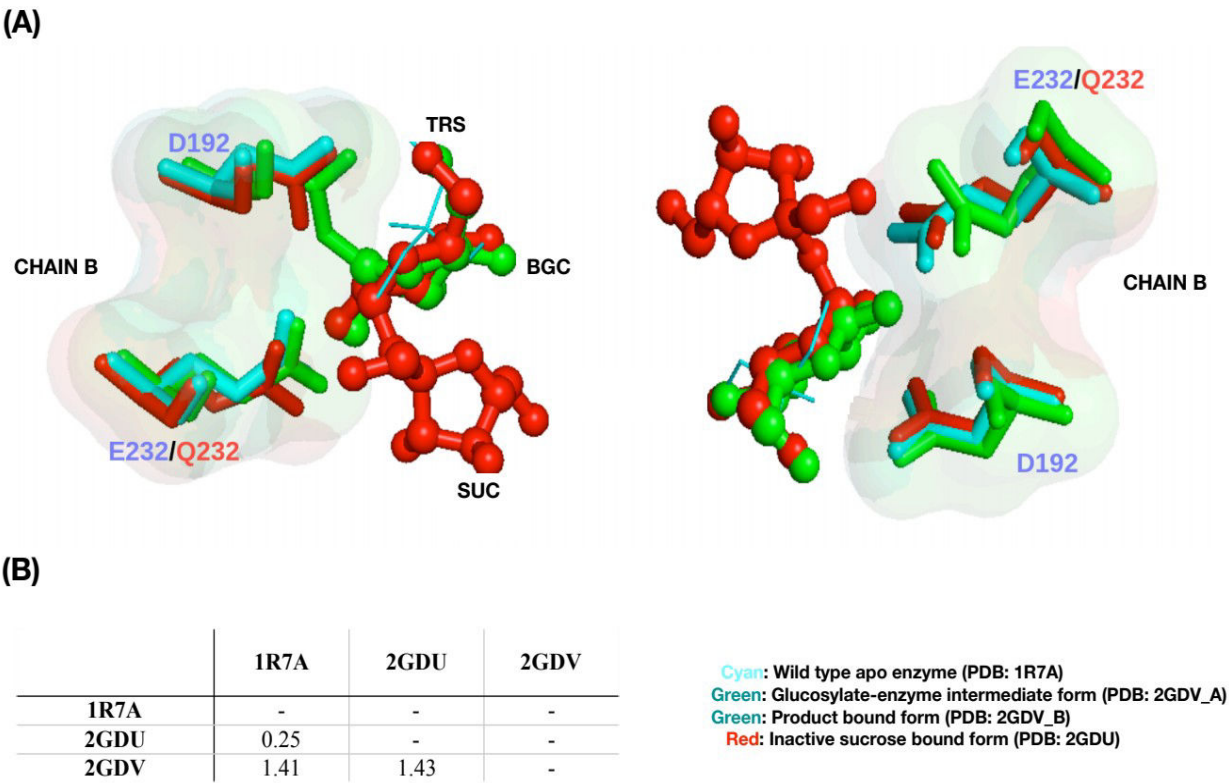 (A)
E232/Q232
TRS
D192
CHAIN B
BGC
CHAIN B
E232/Q232
D192
SUC
(B)
1R7A 2GDU 2GDV
1R7A - - -
2GDU 0.25 - -
2GDV 1.41 1.43 -
Cyan: Wild type apo enzyme (PDB: 1R7A)
Green: Glucosylate-enzyme intermediate form (PDB: 2GDV_A)
Green: Product bound form (PDB: 2GDV_B)
Red: Inactive sucrose bound form (PDB: 2GDU)